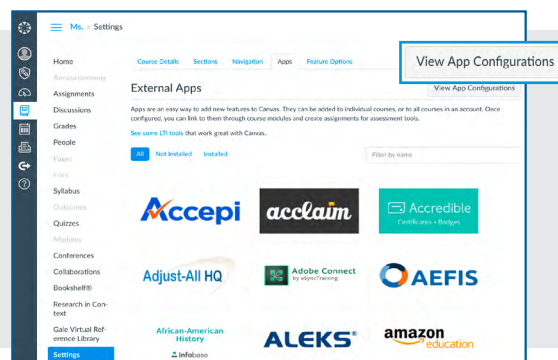 Ms. > Settings
View App Configurations
Home
Announcements
Assignments
Discussions
Grades
People
Pages
Files
Syllabus
Outcomes
Quizzes
Modules
Conferences
Collaborations
Bookshelf®
Research in Con-
text
Gale Virtual Ref-
erence Library
Settings
Course Details Sections Navigation Apps Feature Options
External Apps
View App Configurations
Apps are an easy way to add new features to Canvas. They can be added to individual courses, or to all courses in an account. Once
configured, you can link to them through course modules and create assignments for assessment tools.
See some LTI tools that work great with Canvas.
All Not Installed Installed
Filter by name
Accepi
acclaim
Accredible
Certificates + Badges
Adjust-All HQ
Adobe Connect
by eSyncTraining
AEFIS
African-American
History
Infobase
ALEKS®
amazon
education